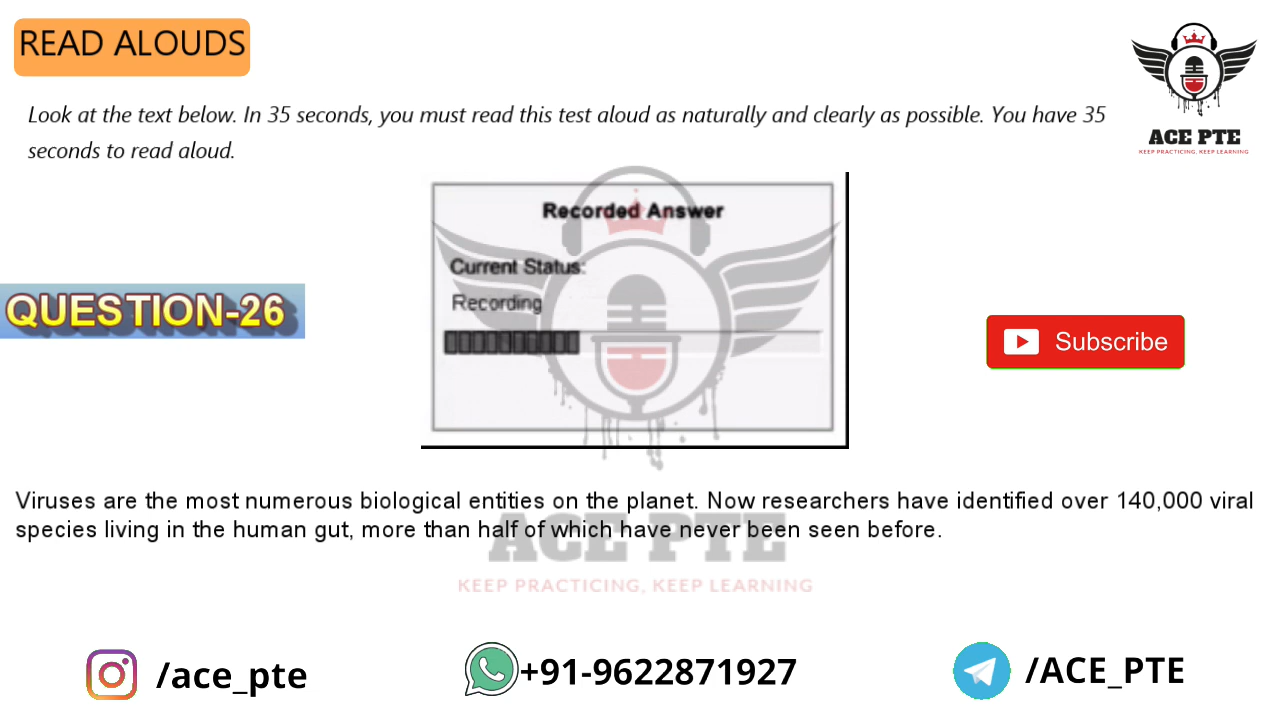 READ ALOUDS
ACE PTE
KEEP PRACTICING, KEEP LEARNING
Look at the text below. In 35 seconds, you must read this test aloud as naturally and clearly as possible. You have 35
seconds to read aloud.
Recorded Answer
Current Status:
Recording
QUESTION-26
Subscribe
Viruses are the most numerous biological entities on the planet. Now researchers have identified over 140,000 viral
species living in the human gut, more than half of which have never been seen before.
ACE PTE
KEEP PRACTICING, KEEP LEARNING
/ace_pte
+91-9622871927
/ACE_PTE